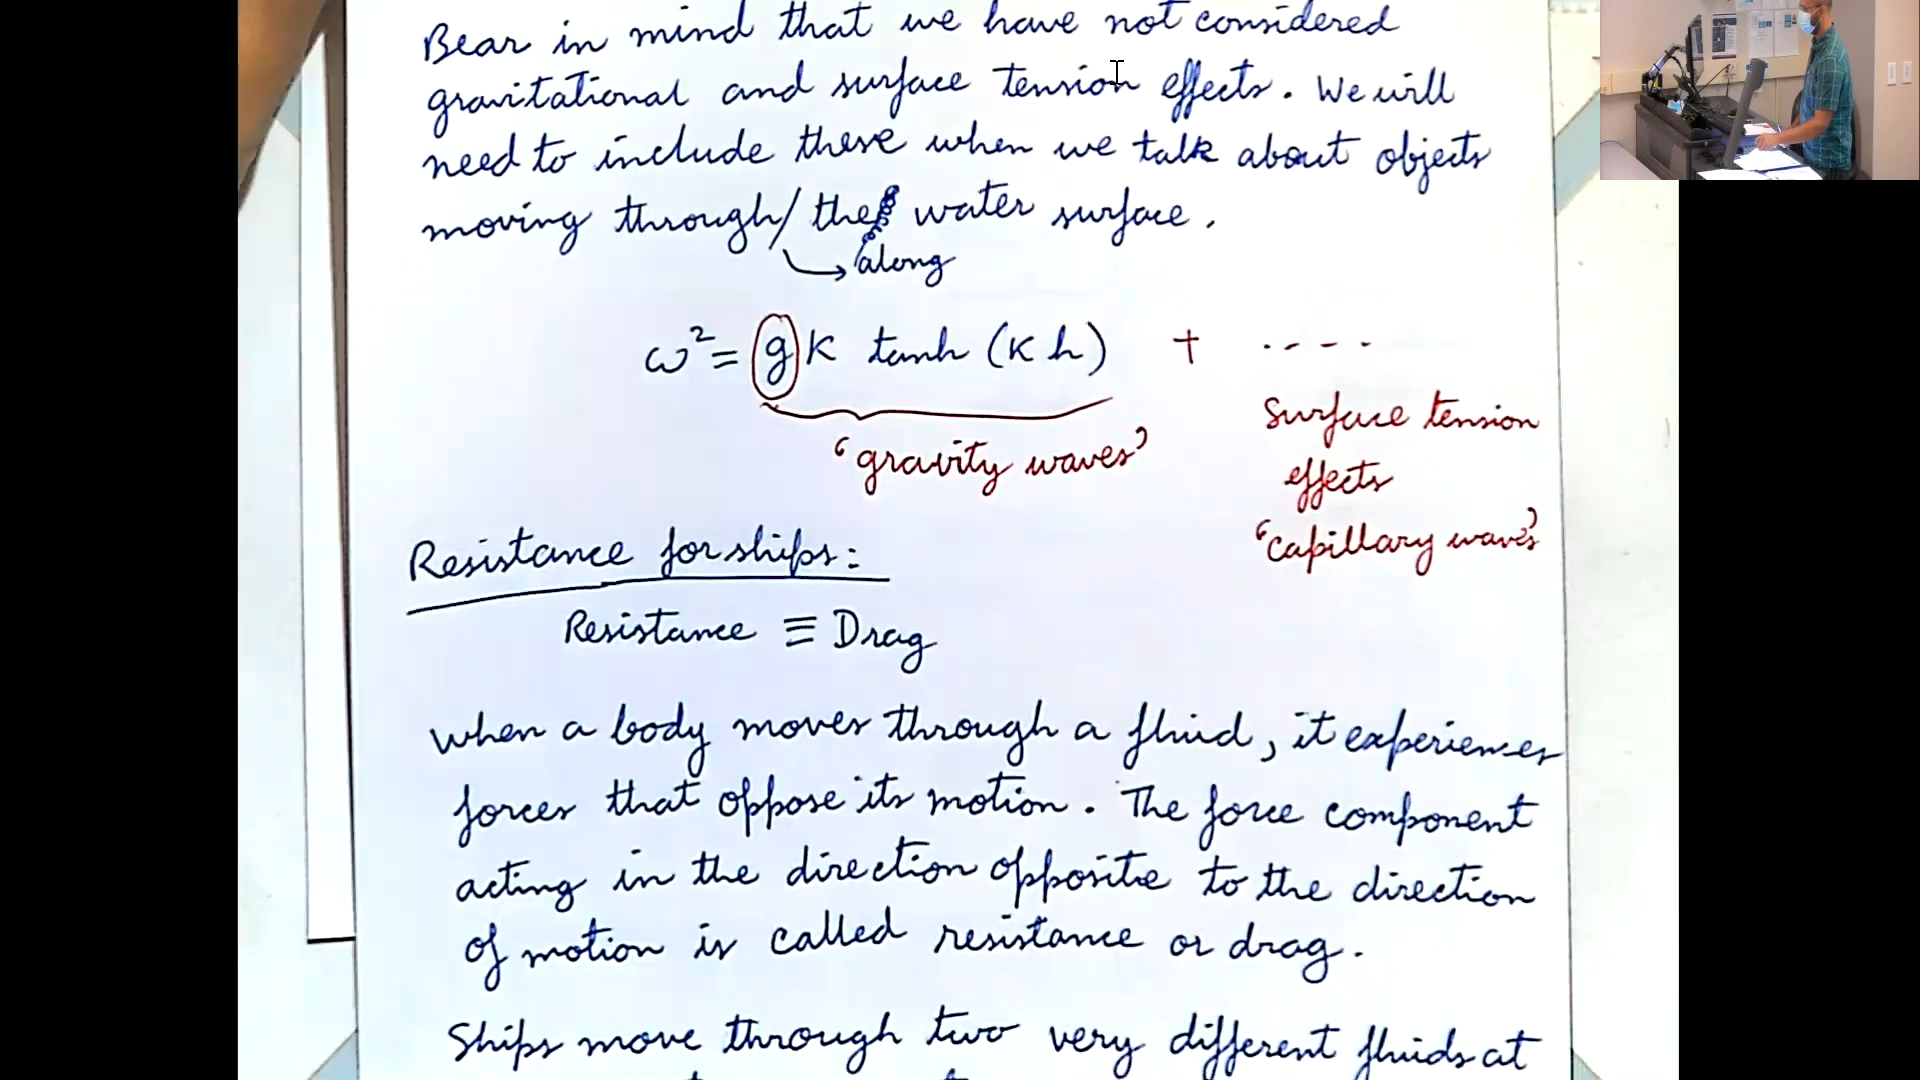 Bear in mind that we have not considered
gravitational and surface tension effects. We will
need to include these when we talk about objects
moving through/ the water surface.
along
ω² = g k tanh (k h) + ----
'gravity waves'
surface tension
effects
'capillary waves'
Resistance for ships:
Resistance ≡ Drag
when a body moves through a fluid, it experiences
forces that oppose its motion. The force component
acting in the direction opposite to the direction
of motion is called resistance or drag.
Ships move through two very different fluids at